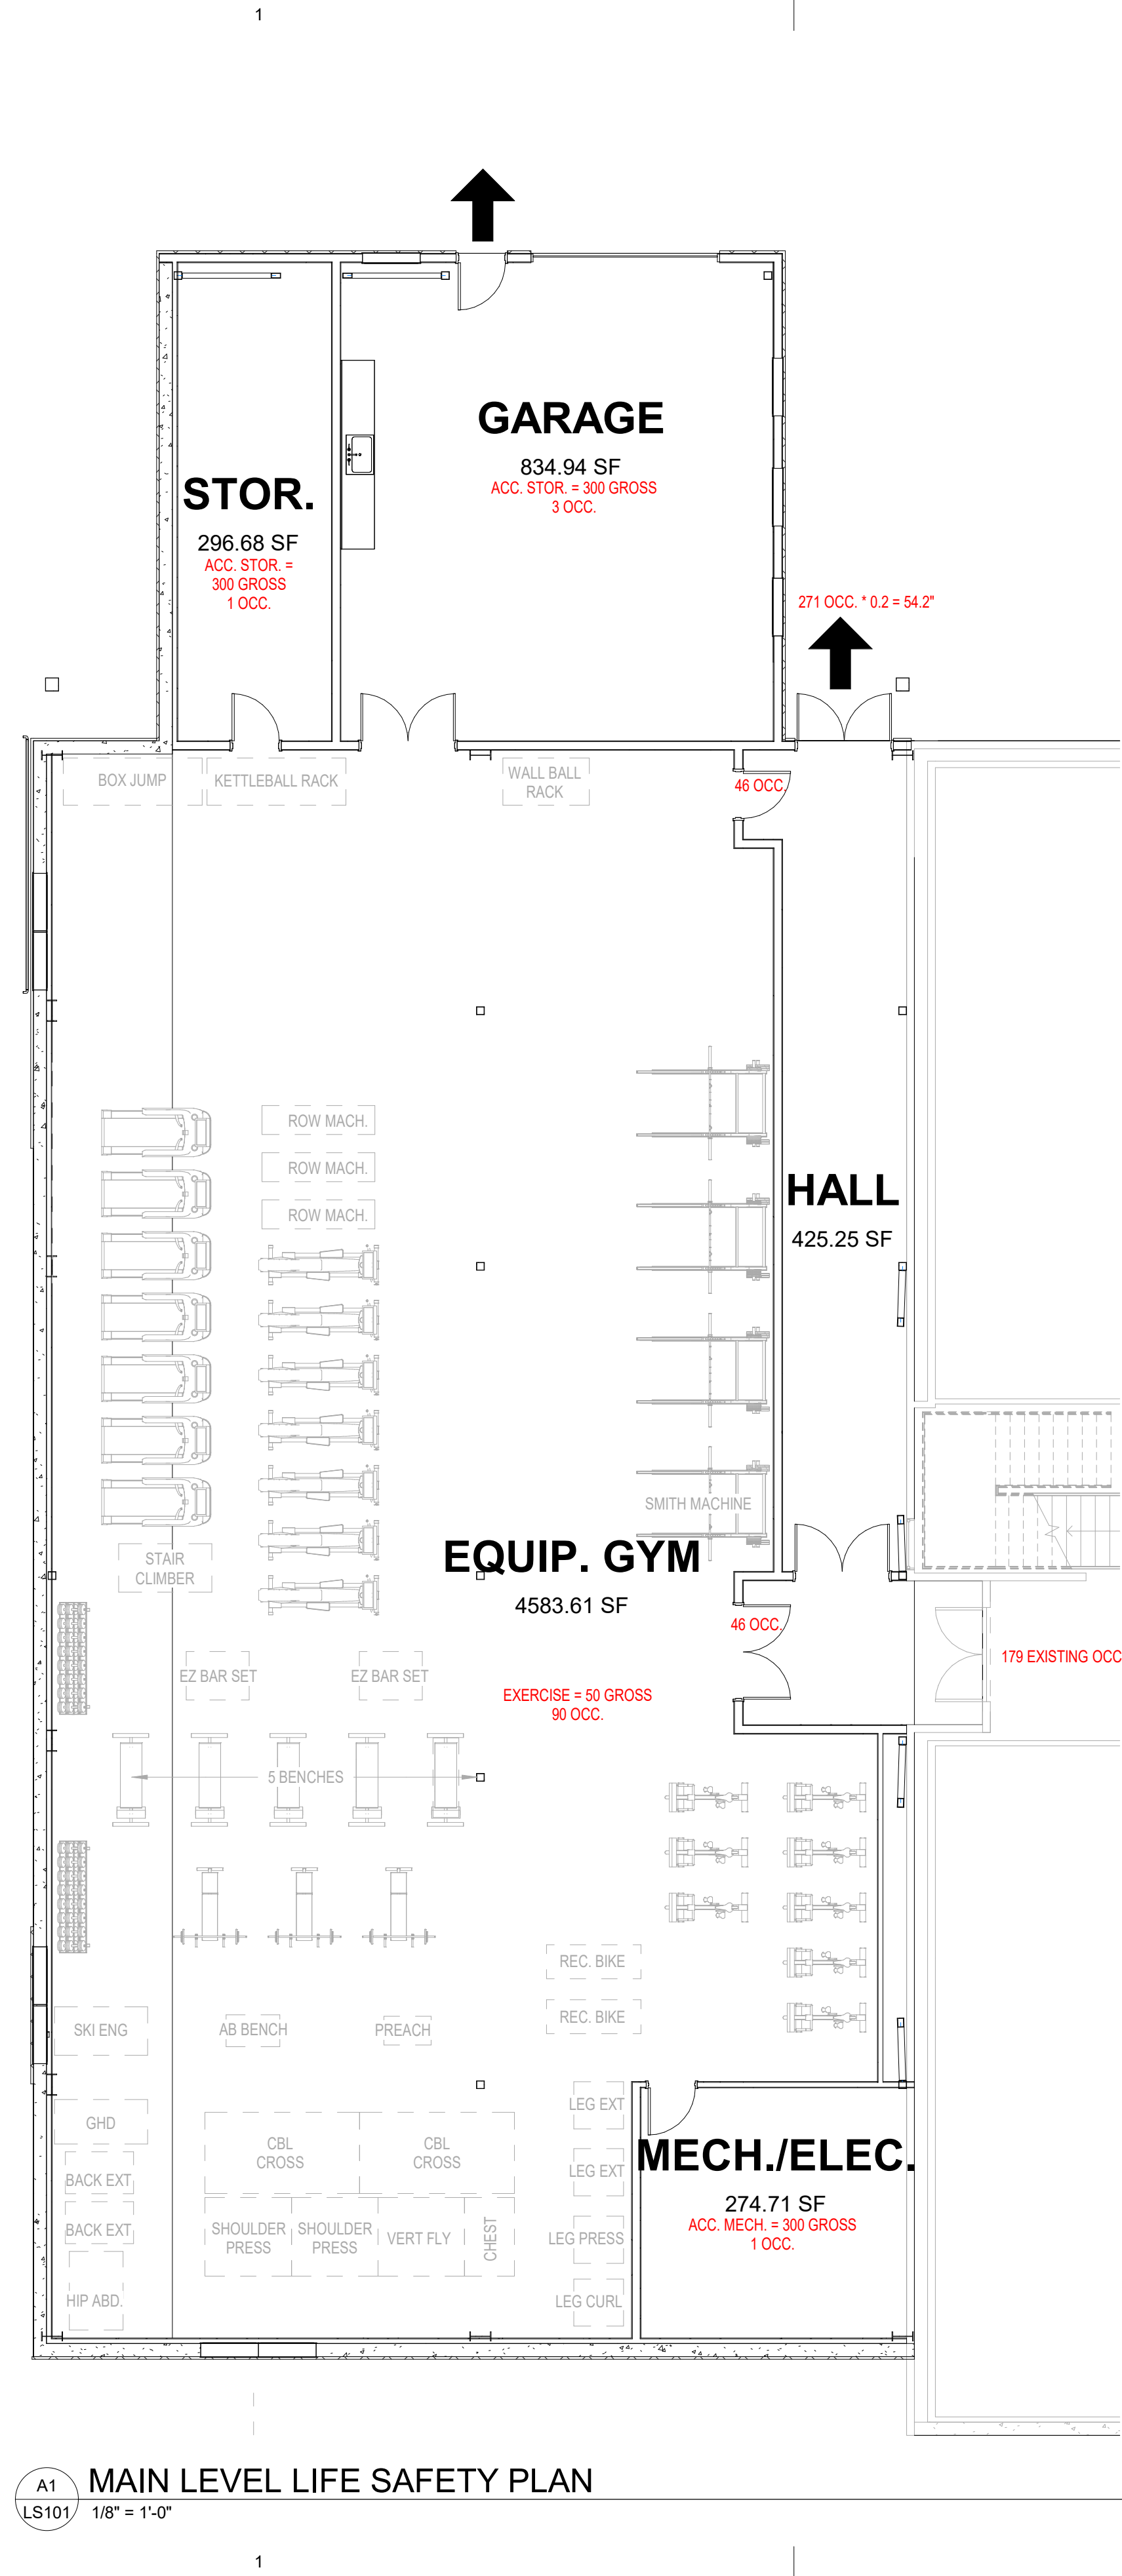 1
GARAGE
834.94 SF
ACC. STOR. = 300 GROSS
3 OCC.
STOR.
296.68 SF
ACC. STOR. =
300 GROSS
1 OCC.
271 OCC. * 0.2 = 54.2"
BOX JUMP
KETTLEBALL RACK
WALL BALL
RACK
46 OCC.
ROW MACH.
ROW MACH.
ROW MACH.
HALL
425.25 SF
SMITH MACHINE
EQUIP. GYM
4583.61 SF
STAIR
CLIMBER
46 OCC.
179 EXISTING OCC
EZ BAR SET
EZ BAR SET
EXERCISE = 50 GROSS
90 OCC.
5 BENCHES
REC. BIKE
REC. BIKE
SKI ENG
AB BENCH
PREACH
GHD
CBL
CROSS
CBL
CROSS
LEG EXT
BACK EXT
LEG EXT
MECH./ELEC.
274.71 SF
ACC. MECH. = 300 GROSS
1 OCC.
BACK EXT
SHOULDER
PRESS
SHOULDER
PRESS
VERT FLY
CHEST
LEG PRESS
HIP ABD.
LEG CURL
A1
LS101
MAIN LEVEL LIFE SAFETY PLAN
1/8" = 1'-0"
1